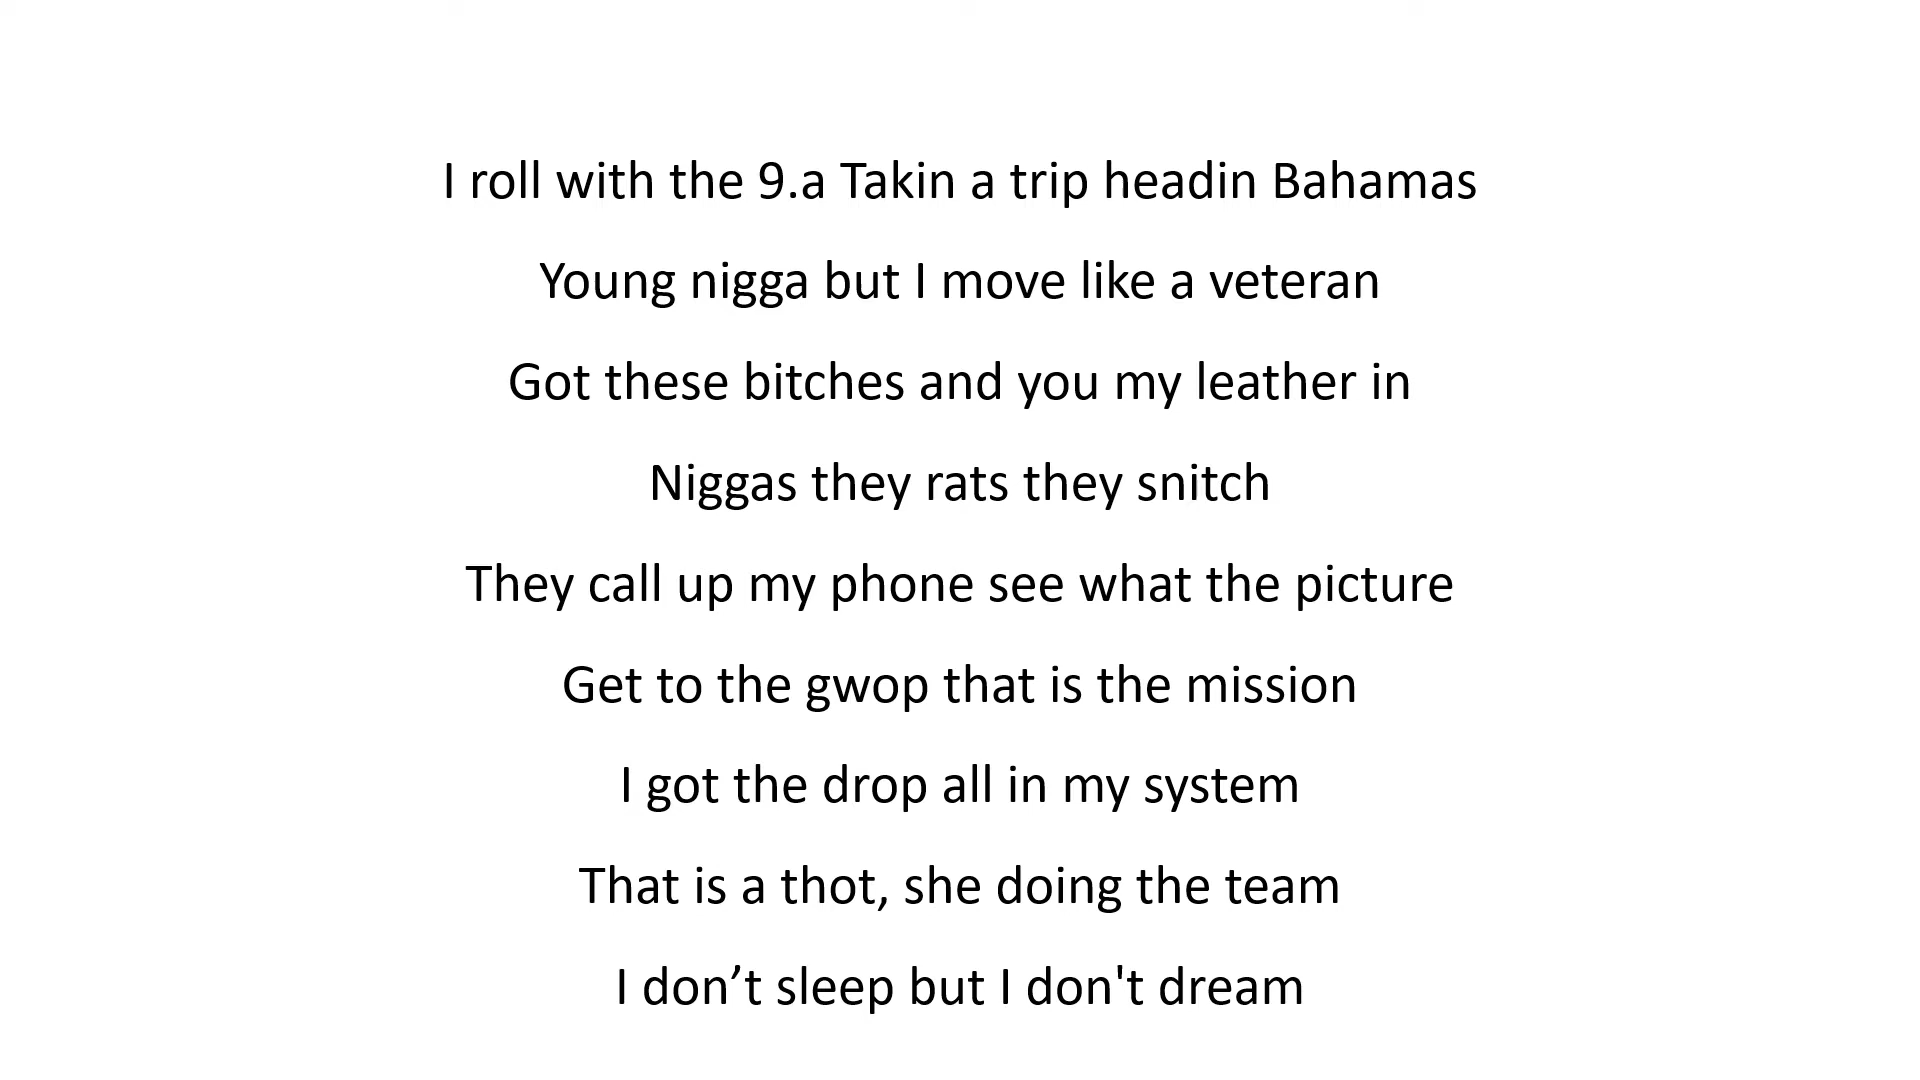 I roll with the 9.a Takin a trip headin Bahamas
Young nigga but I move like a veteran
Got these bitches and you my leather in
Niggas they rats they snitch
They call up my phone see what the picture
Get to the gwop that is the mission
I got the drop all in my system
That is a thot, she doing the team
I don’t sleep but I don't dream